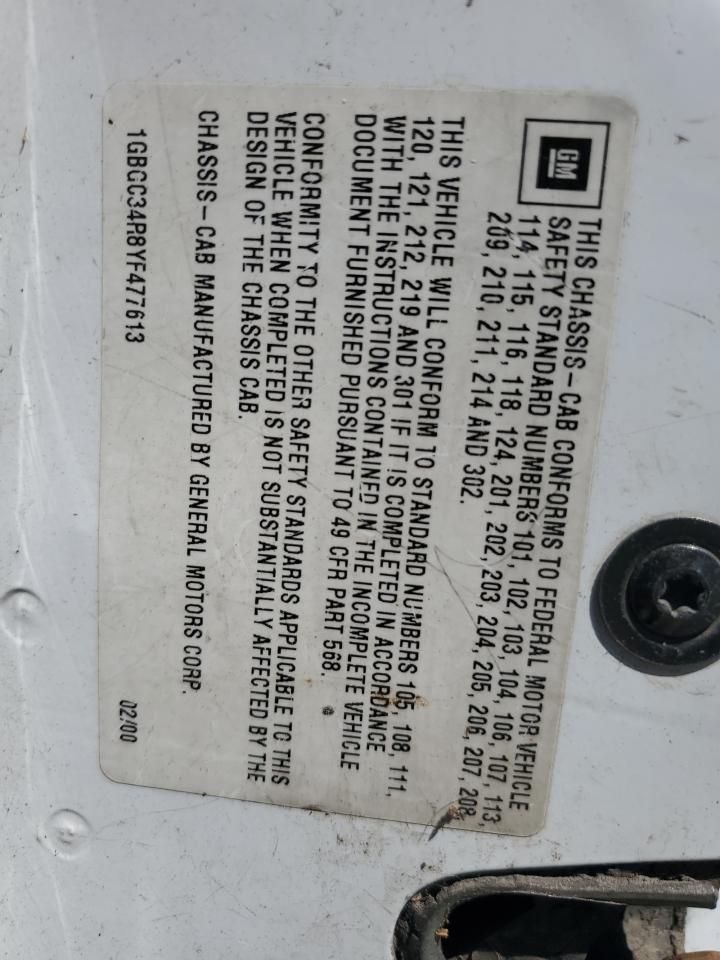 GM
THIS CHASSIS-CAB CONFORMS TO FEDERAL MOTOR VEHICLE
SAFETY STANDARD NUMBERS 101, 102, 103, 104, 106, 107, 113,
114, 115, 116, 118, 124, 201, 202, 203, 204, 205, 206, 207, 208,
209, 210, 211, 214 AND 302.
THIS VEHICLE WILL CONFORM TO STANDARD NUMBERS 105, 108, 111,
120, 121, 212, 219 AND 301 IF IT IS COMPLETED IN ACCORDANCE
WITH THE INSTRUCTIONS CONTAINED IN THE INCOMPLETE VEHICLE
DOCUMENT FURNISHED PURSUANT TO 49 CFR PART 568.
CONFORMITY TO THE OTHER SAFETY STANDARDS APPLICABLE TO THIS
VEHICLE WHEN COMPLETED IS NOT SUBSTANTIALLY AFFECTED BY THE
DESIGN OF THE CHASSIS CAB.
CHASSIS-CAB MANUFACTURED BY GENERAL MOTORS CORP.
1GBGC34R8YF477613 02/00